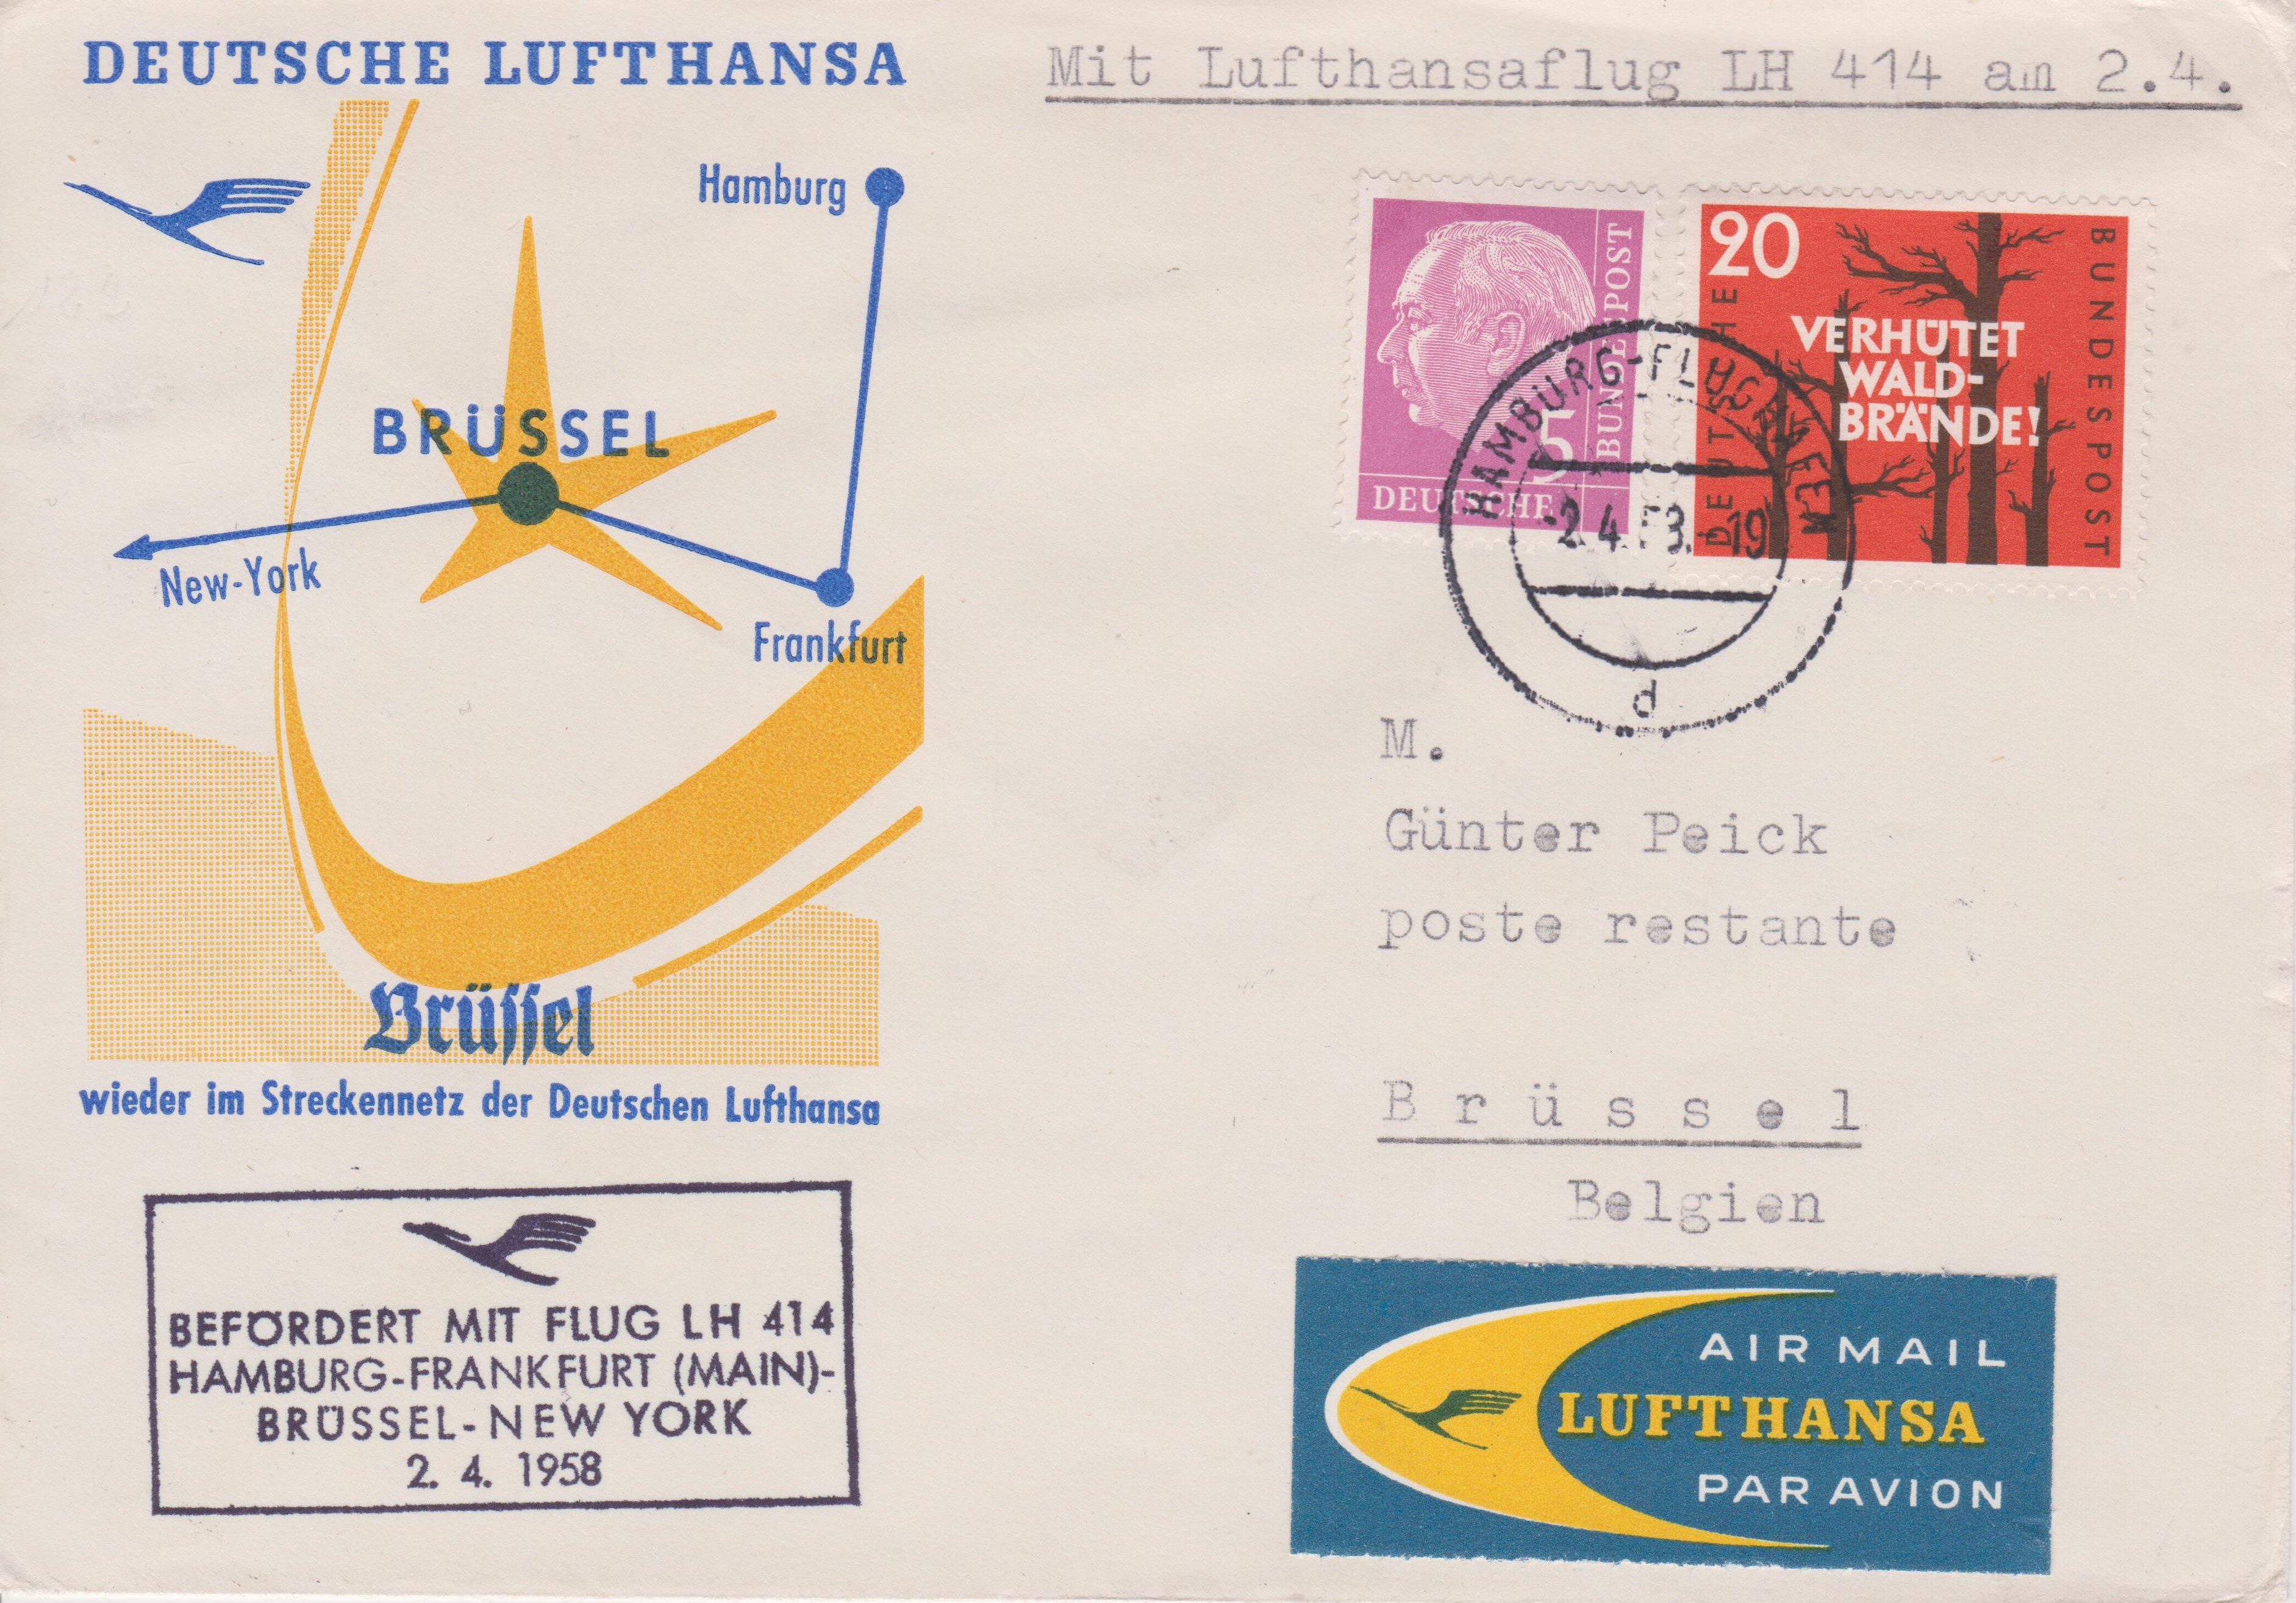 DEUTSCHE LUFTHANSA
Mit Lufthansaflug LH 414 am 2.4.
Hamburg
BRÜSSEL
New-York
Frankfurt
Brüssel
wieder im Streckennetz der Deutschen Lufthansa
BEFÖRDERT MIT FLUG LH 414
HAMBURG-FRANKFURT (MAIN)-
BRÜSSEL-NEW YORK
2. 4. 1958
5
DEUTSCHE
BUNDESPOST
20
DEUTSCHE
BUNDESPOST
VERHÜTET
WALD-
BRÄNDE!
HAMBURG-FLUGHAFEN
-2.4.58.-19
d
M.
Günter Peick
poste restante
Brüssel
Belgien
AIR MAIL
LUFTHANSA
PAR AVION